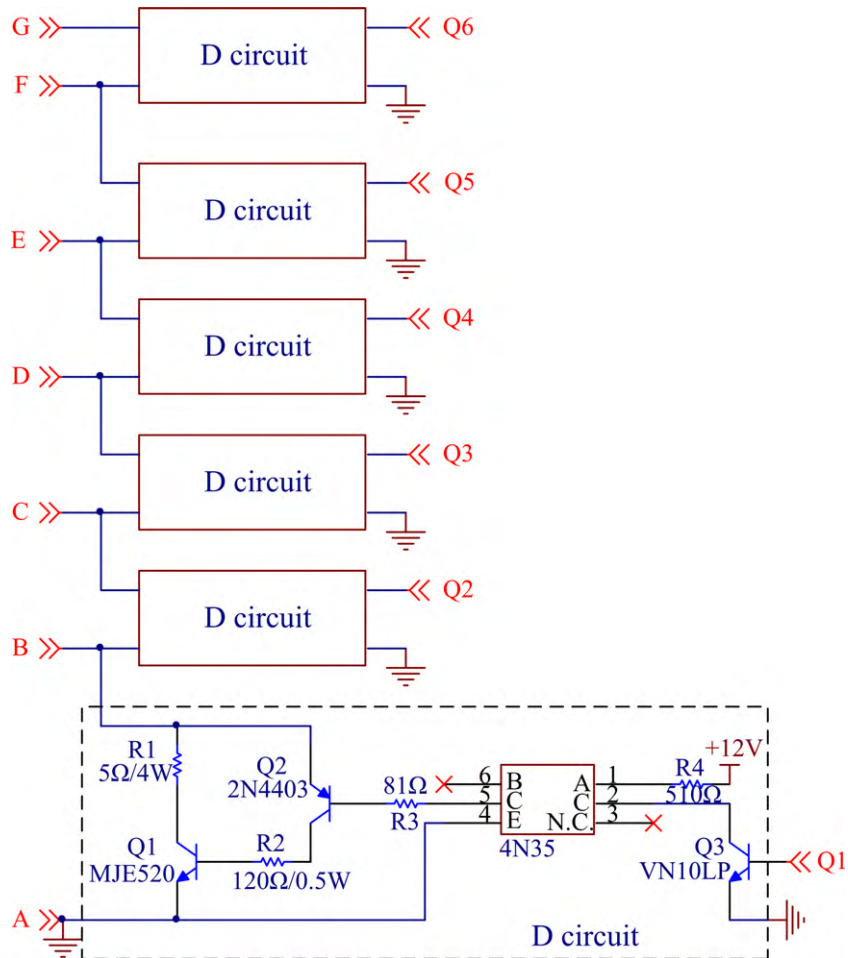 G
Q6
D circuit
F
Q5
D circuit
E
Q4
D circuit
D
Q3
D circuit
C
Q2
D circuit
B
R1
5Ω/4W
Q2
2N4403
81Ω
R3
6 B A 1
5 C C 2
4 E N.C. 3
4N35
+12V
R4
510Ω
Q1
MJE520
R2
120Ω/0.5W
Q3
VN10LP
Q1
A
D circuit